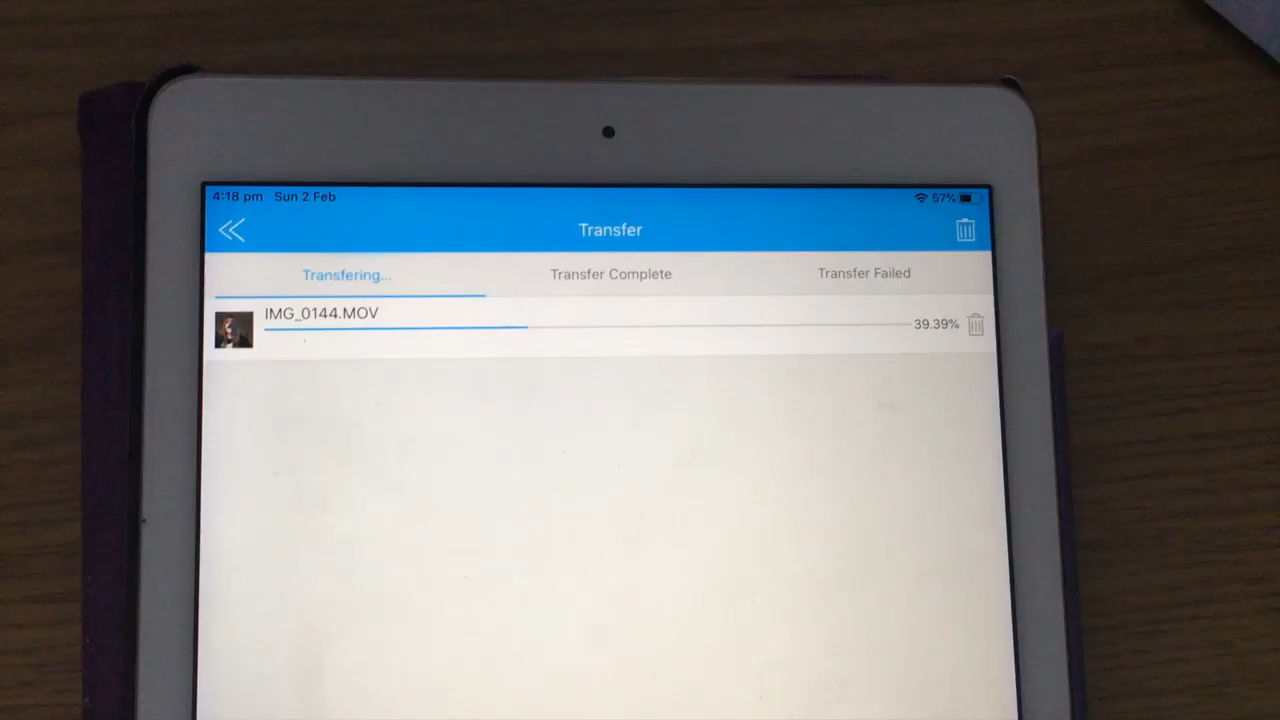 4:18 pm Sun 2 Feb 57%
Transfer
Transfering... Transfer Complete Transfer Failed
IMG_0144.MOV
39.39%